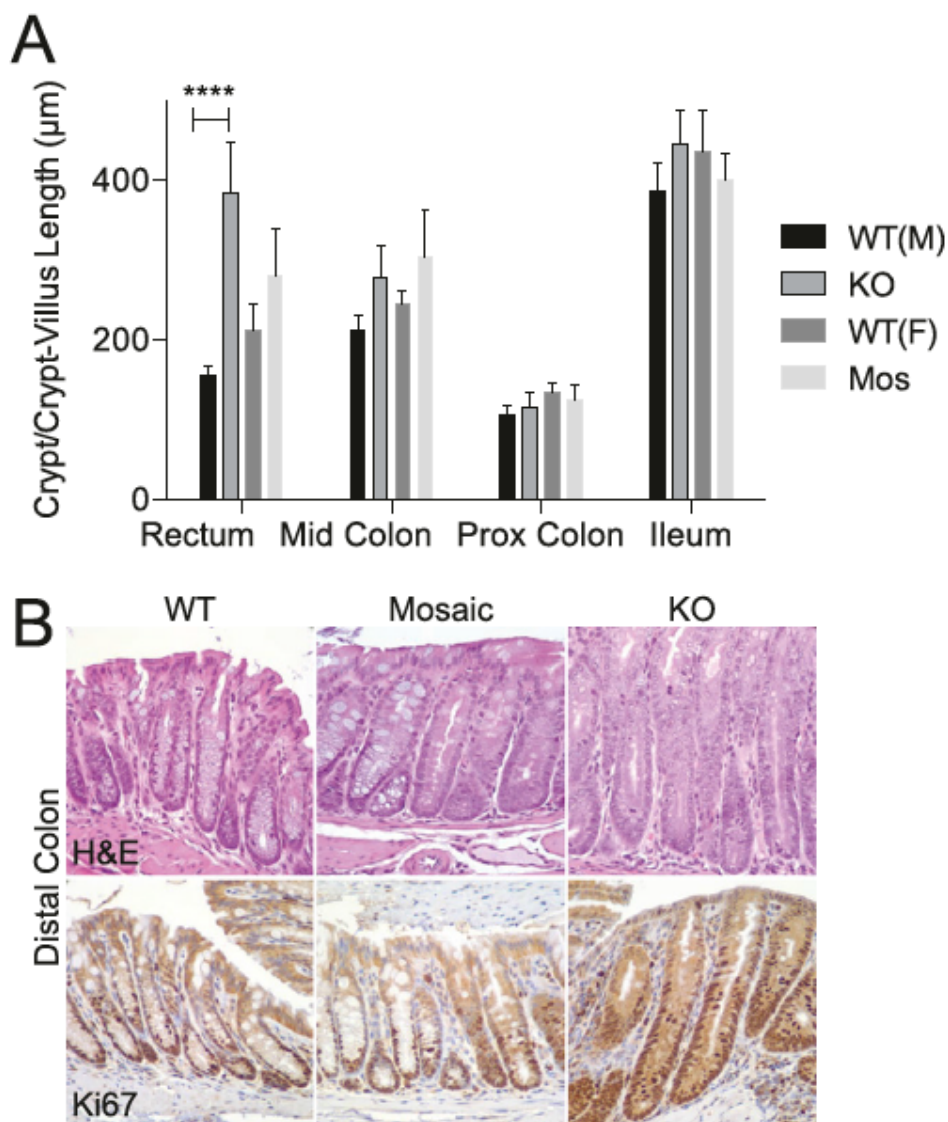 A
Crypt/Crypt-Villus Length (µm)
****
400
200
0
Rectum Mid Colon Prox Colon Ileum
WT(M)
KO
WT(F)
Mos
B
WT Mosaic KO
Distal Colon
H&E
Ki67